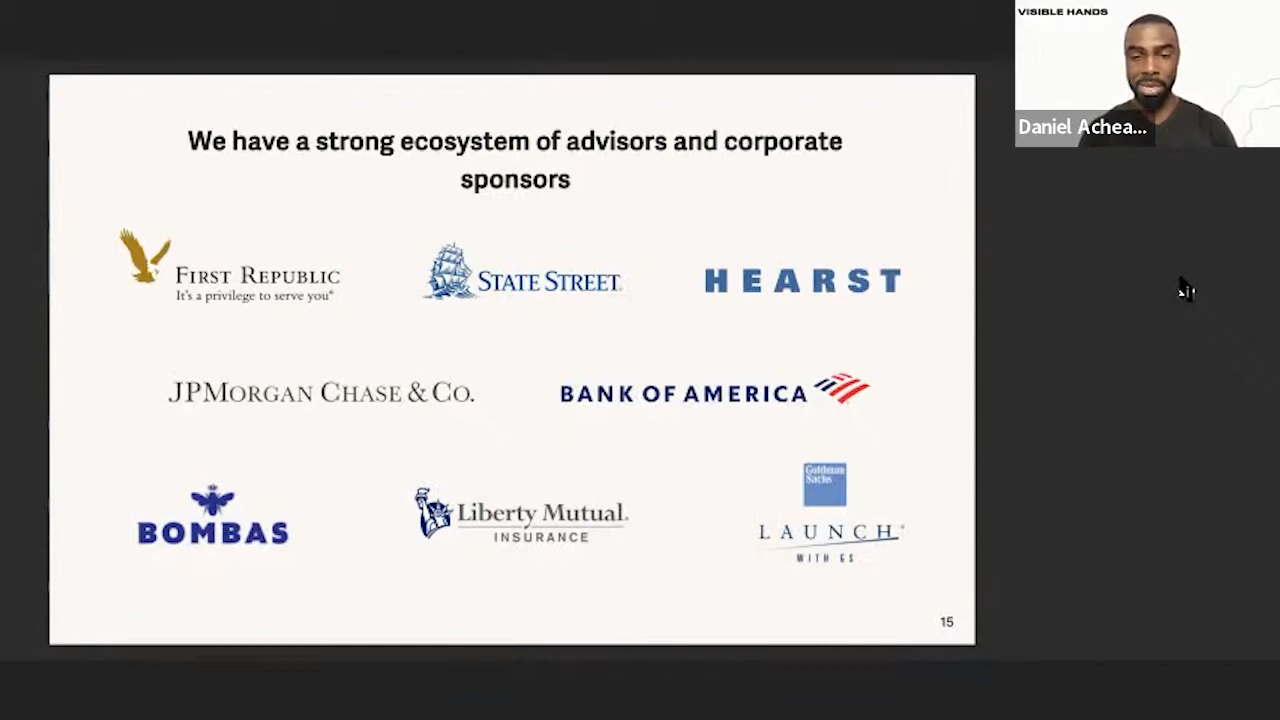 VISIBLE HANDS
Daniel Achea...
We have a strong ecosystem of advisors and corporate
sponsors
FIRST REPUBLIC
It's a privilege to serve you®
STATE STREET
HEARST
JPMORGAN CHASE & CO.
BANK OF AMERICA
BOMBAS
Liberty Mutual
INSURANCE
Goldman
Sachs
LAUNCH
WITH GS
15